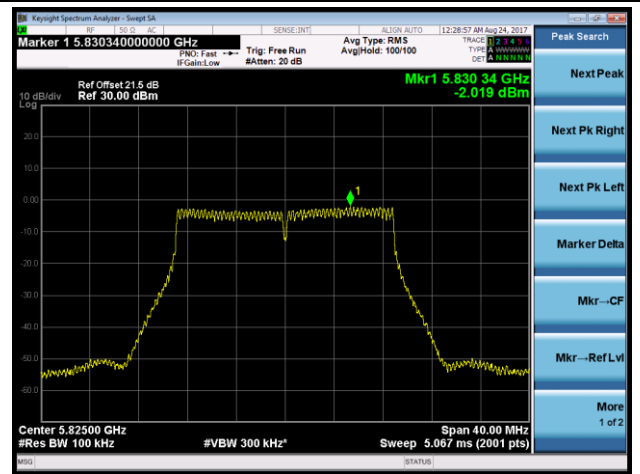 Keysight Spectrum Analyzer - Swept SA
RF 50 Ω AC SENSE:INT ALIGN AUTO 12:28:57 AM Aug 24, 2017
Marker 1 5.830340000000 GHz
PNO: Fast
IFGain:Low
Trig: Free Run
#Atten: 20 dB
Avg Type: RMS
Avg|Hold: 100/100
TRACE 1 2 3 4 5 6
TYPE A W W W W W
DET A N N N N N
Peak Search
Mkr1 5.830 34 GHz
-2.019 dBm
Ref Offset 21.5 dB
10 dB/div Ref 30.00 dBm
Log
20.0
10.0
0.00
-10.0
-20.0
-30.0
-40.0
-50.0
-60.0
1
Center 5.82500 GHz Span 40.00 MHz
#Res BW 100 kHz #VBW 300 kHz* Sweep 5.067 ms (2001 pts)
MSG STATUS
Next Peak
Next Pk Right
Next Pk Left
Marker Delta
Mkr→CF
Mkr→Ref Lvl
More
1 of 2